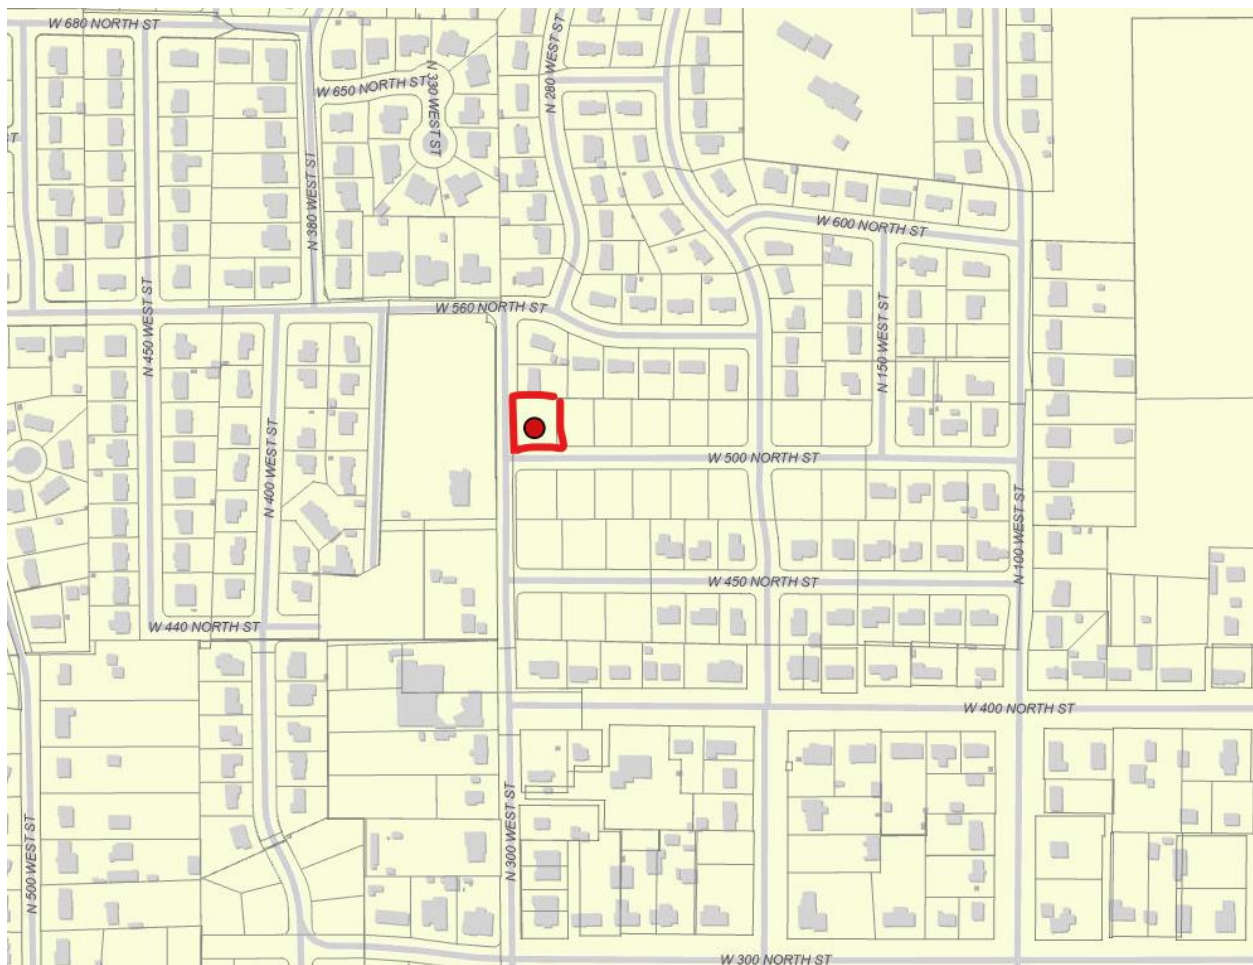 W 680 NORTH ST
N 280 WEST ST
W 650 NORTH ST
N 330 WEST ST
N 380 WEST ST
W 600 NORTH ST
N 450 WEST ST
W 560 NORTH ST
N 150 WEST ST
N 400 WEST ST
W 500 NORTH ST
N 100 WEST ST
W 450 NORTH ST
W 440 NORTH ST
W 400 NORTH ST
N 500 WEST ST
N 300 WEST ST
W 300 NORTH ST